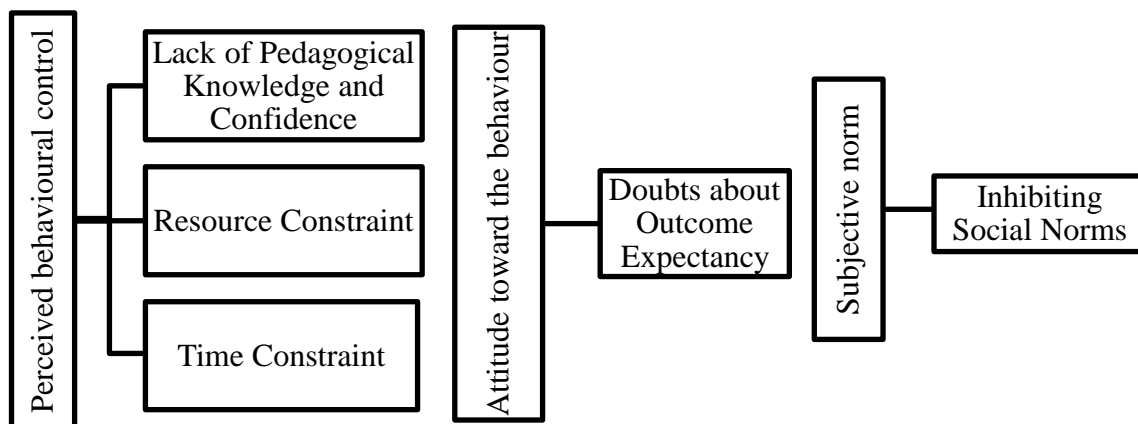 Perceived behavioural control
Lack of Pedagogical
Knowledge and
Confidence
Resource Constraint
Time Constraint
Attitude toward the behaviour
Doubts about
Outcome
Expectancy
Subjective norm
Inhibiting
Social Norms